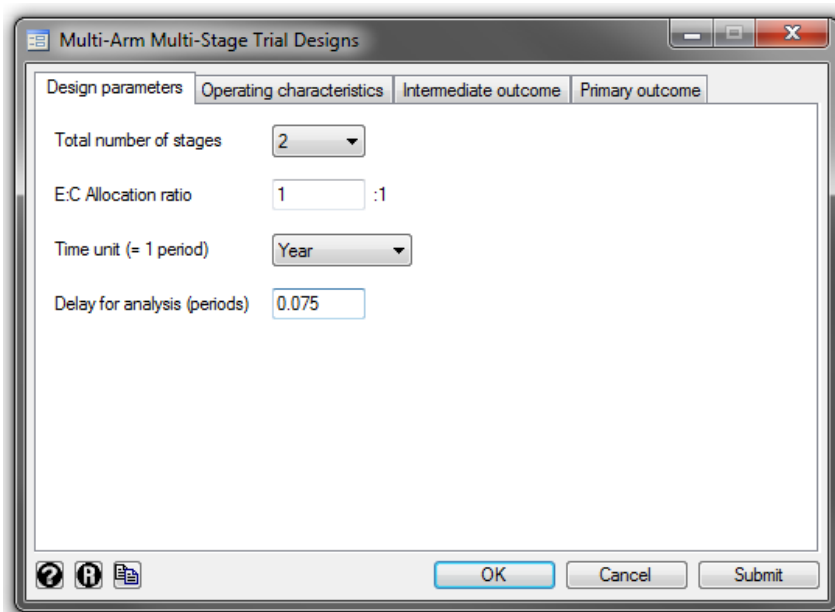 Multi-Arm Multi-Stage Trial Designs
Design parameters Operating characteristics Intermediate outcome Primary outcome
Total number of stages 2
E:C Allocation ratio 1 :1
Time unit (= 1 period) Year
Delay for analysis (periods) 0.075
? R OK Cancel Submit